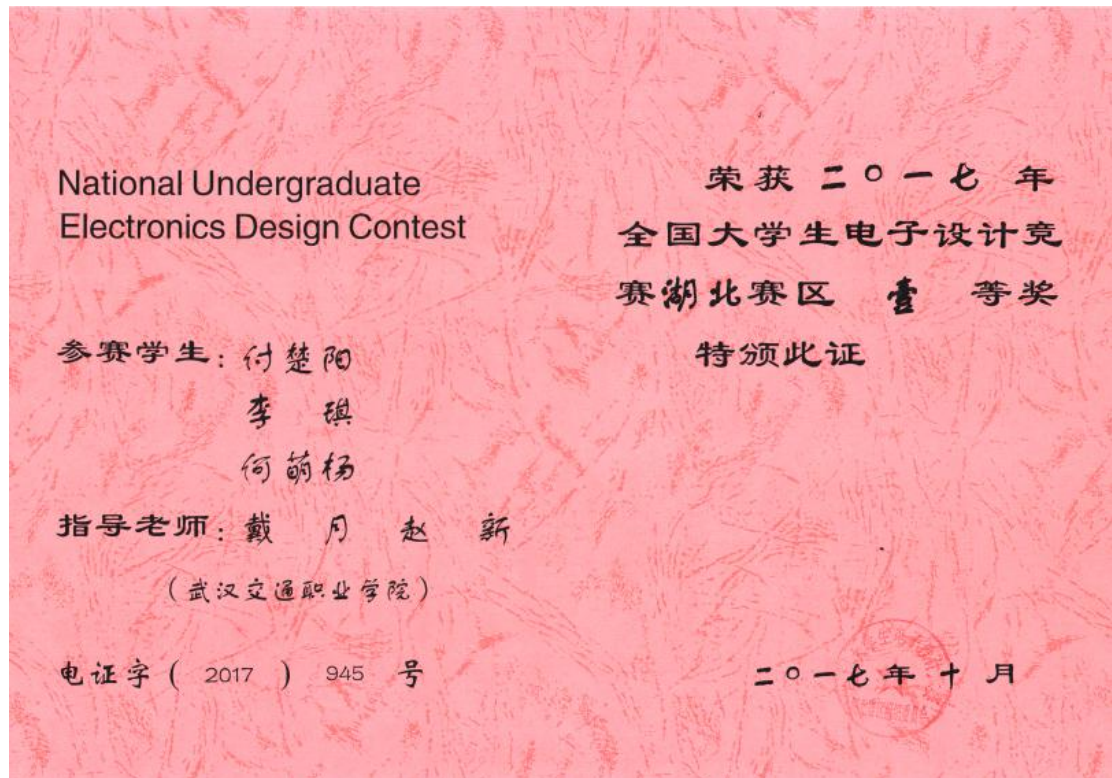 National Undergraduate
Electronics Design Contest
参赛学生:付楚阳
李琪
何萌杨
指导老师:戴月 赵新
(武汉交通职业学院)
电证字( 2017 ) 945 号
荣获二〇一七年
全国大学生电子设计竞
赛湖北赛区 壹 等奖
特颁此证
二〇一七年十月